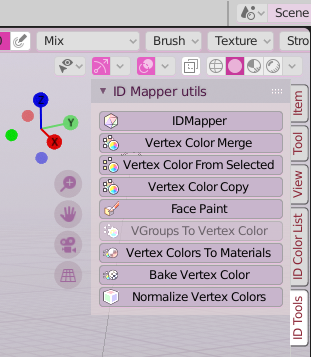 Scene
Mix
Brush
Texture
Stro
ID Mapper utils
IDMapper
Vertex Color Merge
Vertex Color From Selected
Vertex Color Copy
Face Paint
VGroups To Vertex Color
Vertex Colors To Materials
Bake Vertex Color
Normalize Vertex Colors
Z
Y
X
Item
Tool
View
ID Color List
ID Tools